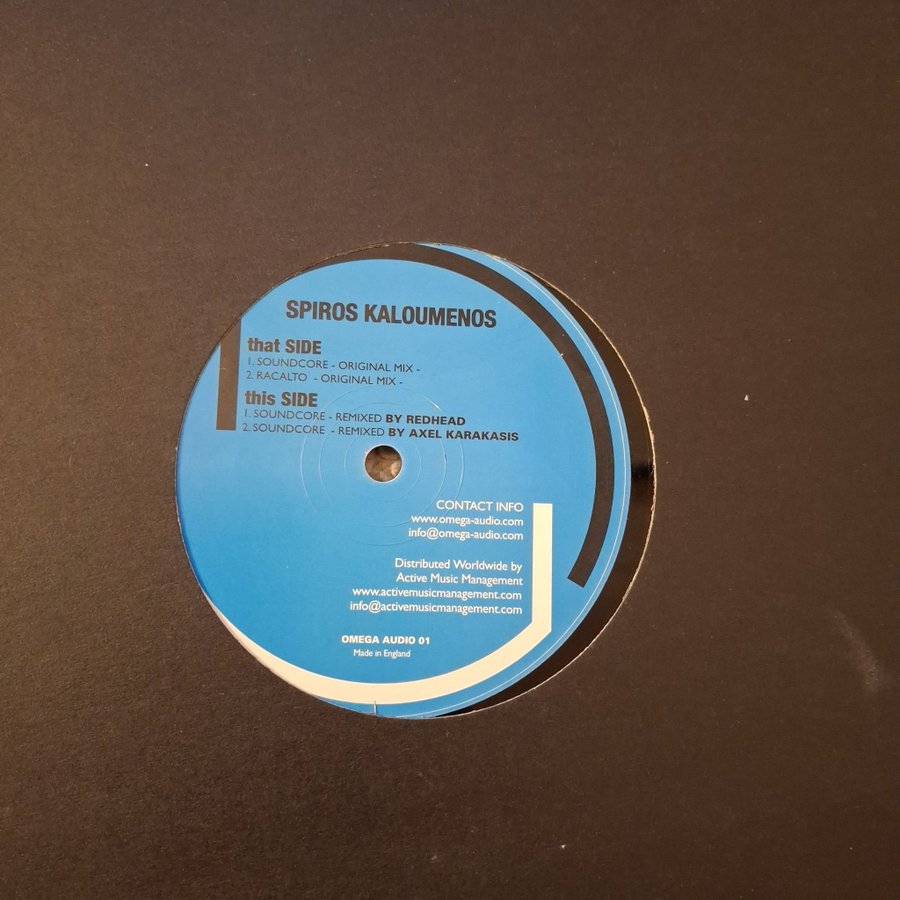 SPIROS KALOUMENOS
that SIDE
1. SOUNDCORE - ORIGINAL MIX -
2. RACALTO - ORIGINAL MIX -
this SIDE
1. SOUNDCORE - REMIXED BY REDHEAD
2. SOUNDCORE - REMIXED BY AXEL KARAKASIS
CONTACT INFO
www.omega-audio.com
info@omega-audio.com
Distributed Worldwide by
Active Music Management
www.activemusicmanagement.com
info@activemusicmanagement.com
OMEGA AUDIO 01
Made in England